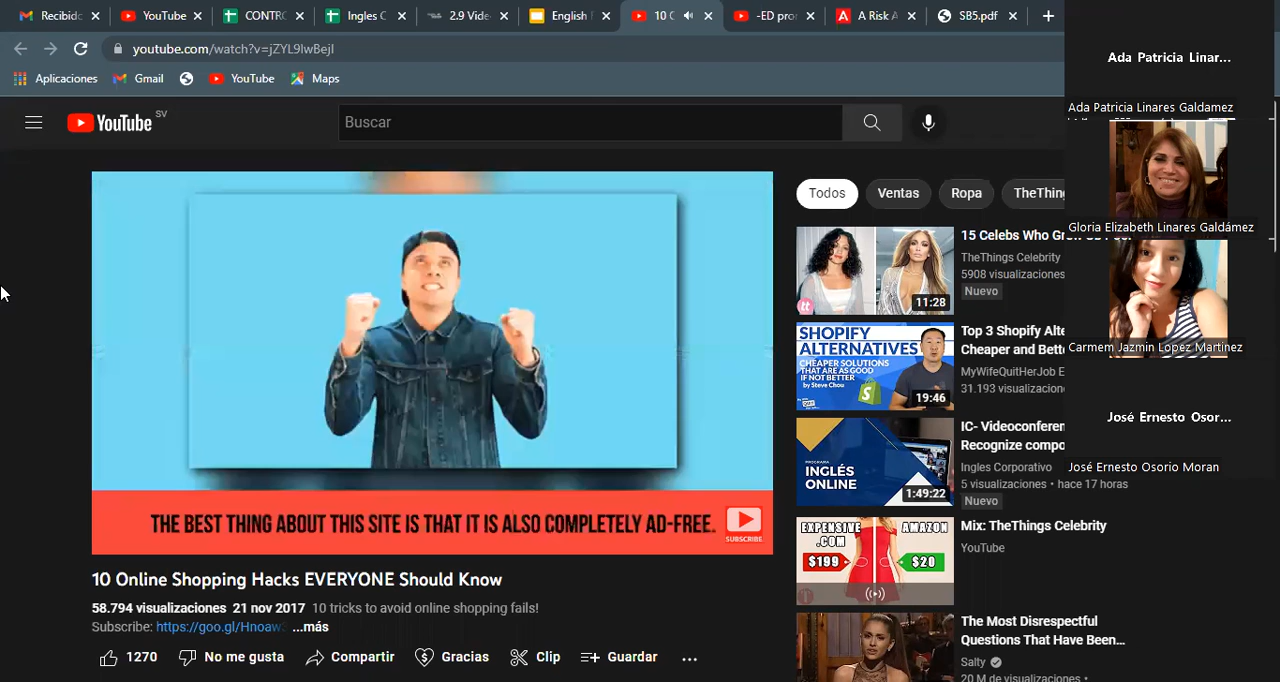 Recibido
YouTube
CONTRO
Ingles C
2.9 Vide
English F
10 O
-ED pro
A Risk A
SB5.pdf
youtube.com/watch?v=jZYL9lwBejI
Aplicaciones
Gmail
YouTube
Maps
YouTube SV
Buscar
THE BEST THING ABOUT THIS SITE IS THAT IT IS ALSO COMPLETELY AD-FREE.
SUBSCRIBE
10 Online Shopping Hacks EVERYONE Should Know
58.794 visualizaciones 21 nov 2017 10 tricks to avoid online shopping fails!
Subscribe: https://goo.gl/Hnoaw ...más
1270
No me gusta
Compartir
Gracias
Clip
Guardar
...
Todos
Ventas
Ropa
TheThing
15 Celebs Who Gr
TheThings Celebrity
5908 visualizaciones
Nuevo
11:28
SHOPIFY
ALTERNATIVES
CHEAPER SOLUTIONS
THAT ARE AS GOOD
IF NOT BETTER
by Steve Chou
19:46
Top 3 Shopify Alte
Cheaper and Bette
MyWifeQuitHerJob E
31.193 visualizacion
PROGRAMA
INGLÉS
ONLINE
1:49:22
IC- Videoconferen
Recognize compo
Ingles Corporativo
5 visualizaciones • hace 17 horas
Nuevo
EXPENSIVE
.COM
$199
AMAZON
$20
Mix: TheThings Celebrity
YouTube
The Most Disrespectful
Questions That Have Been...
Salty
20 M de visualizaciones •
Ada Patricia Linar...
Ada Patricia Linares Galdamez
Gloria Elizabeth Linares Galdámez
Carmem Jazmin Lopez Martinez
José Ernesto Osor...
José Ernesto Osorio Moran